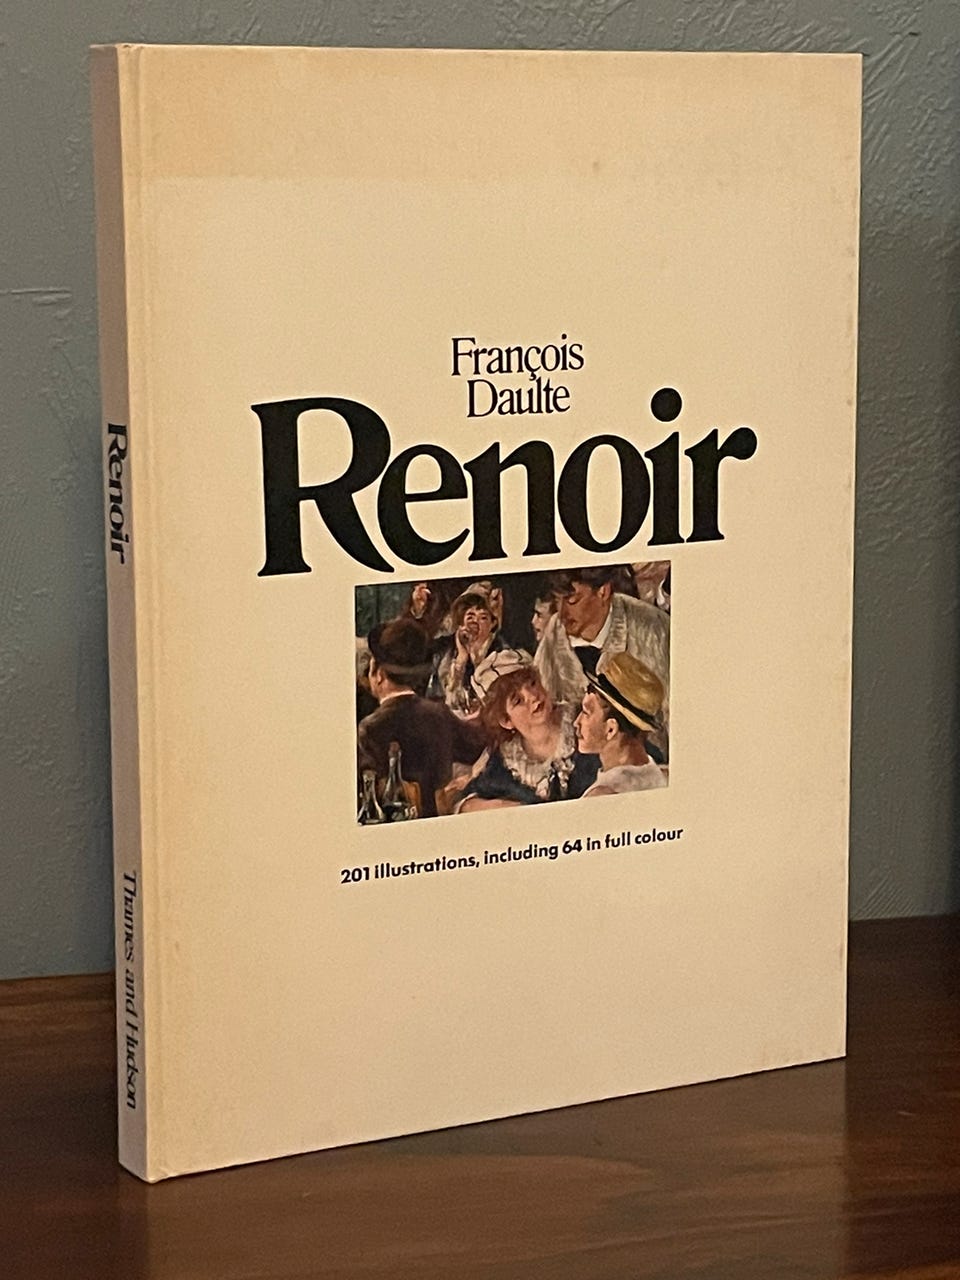 François
Daulte
Renoir
201 illustrations, including 64 in full colour
Renoir
Thames and Hudson